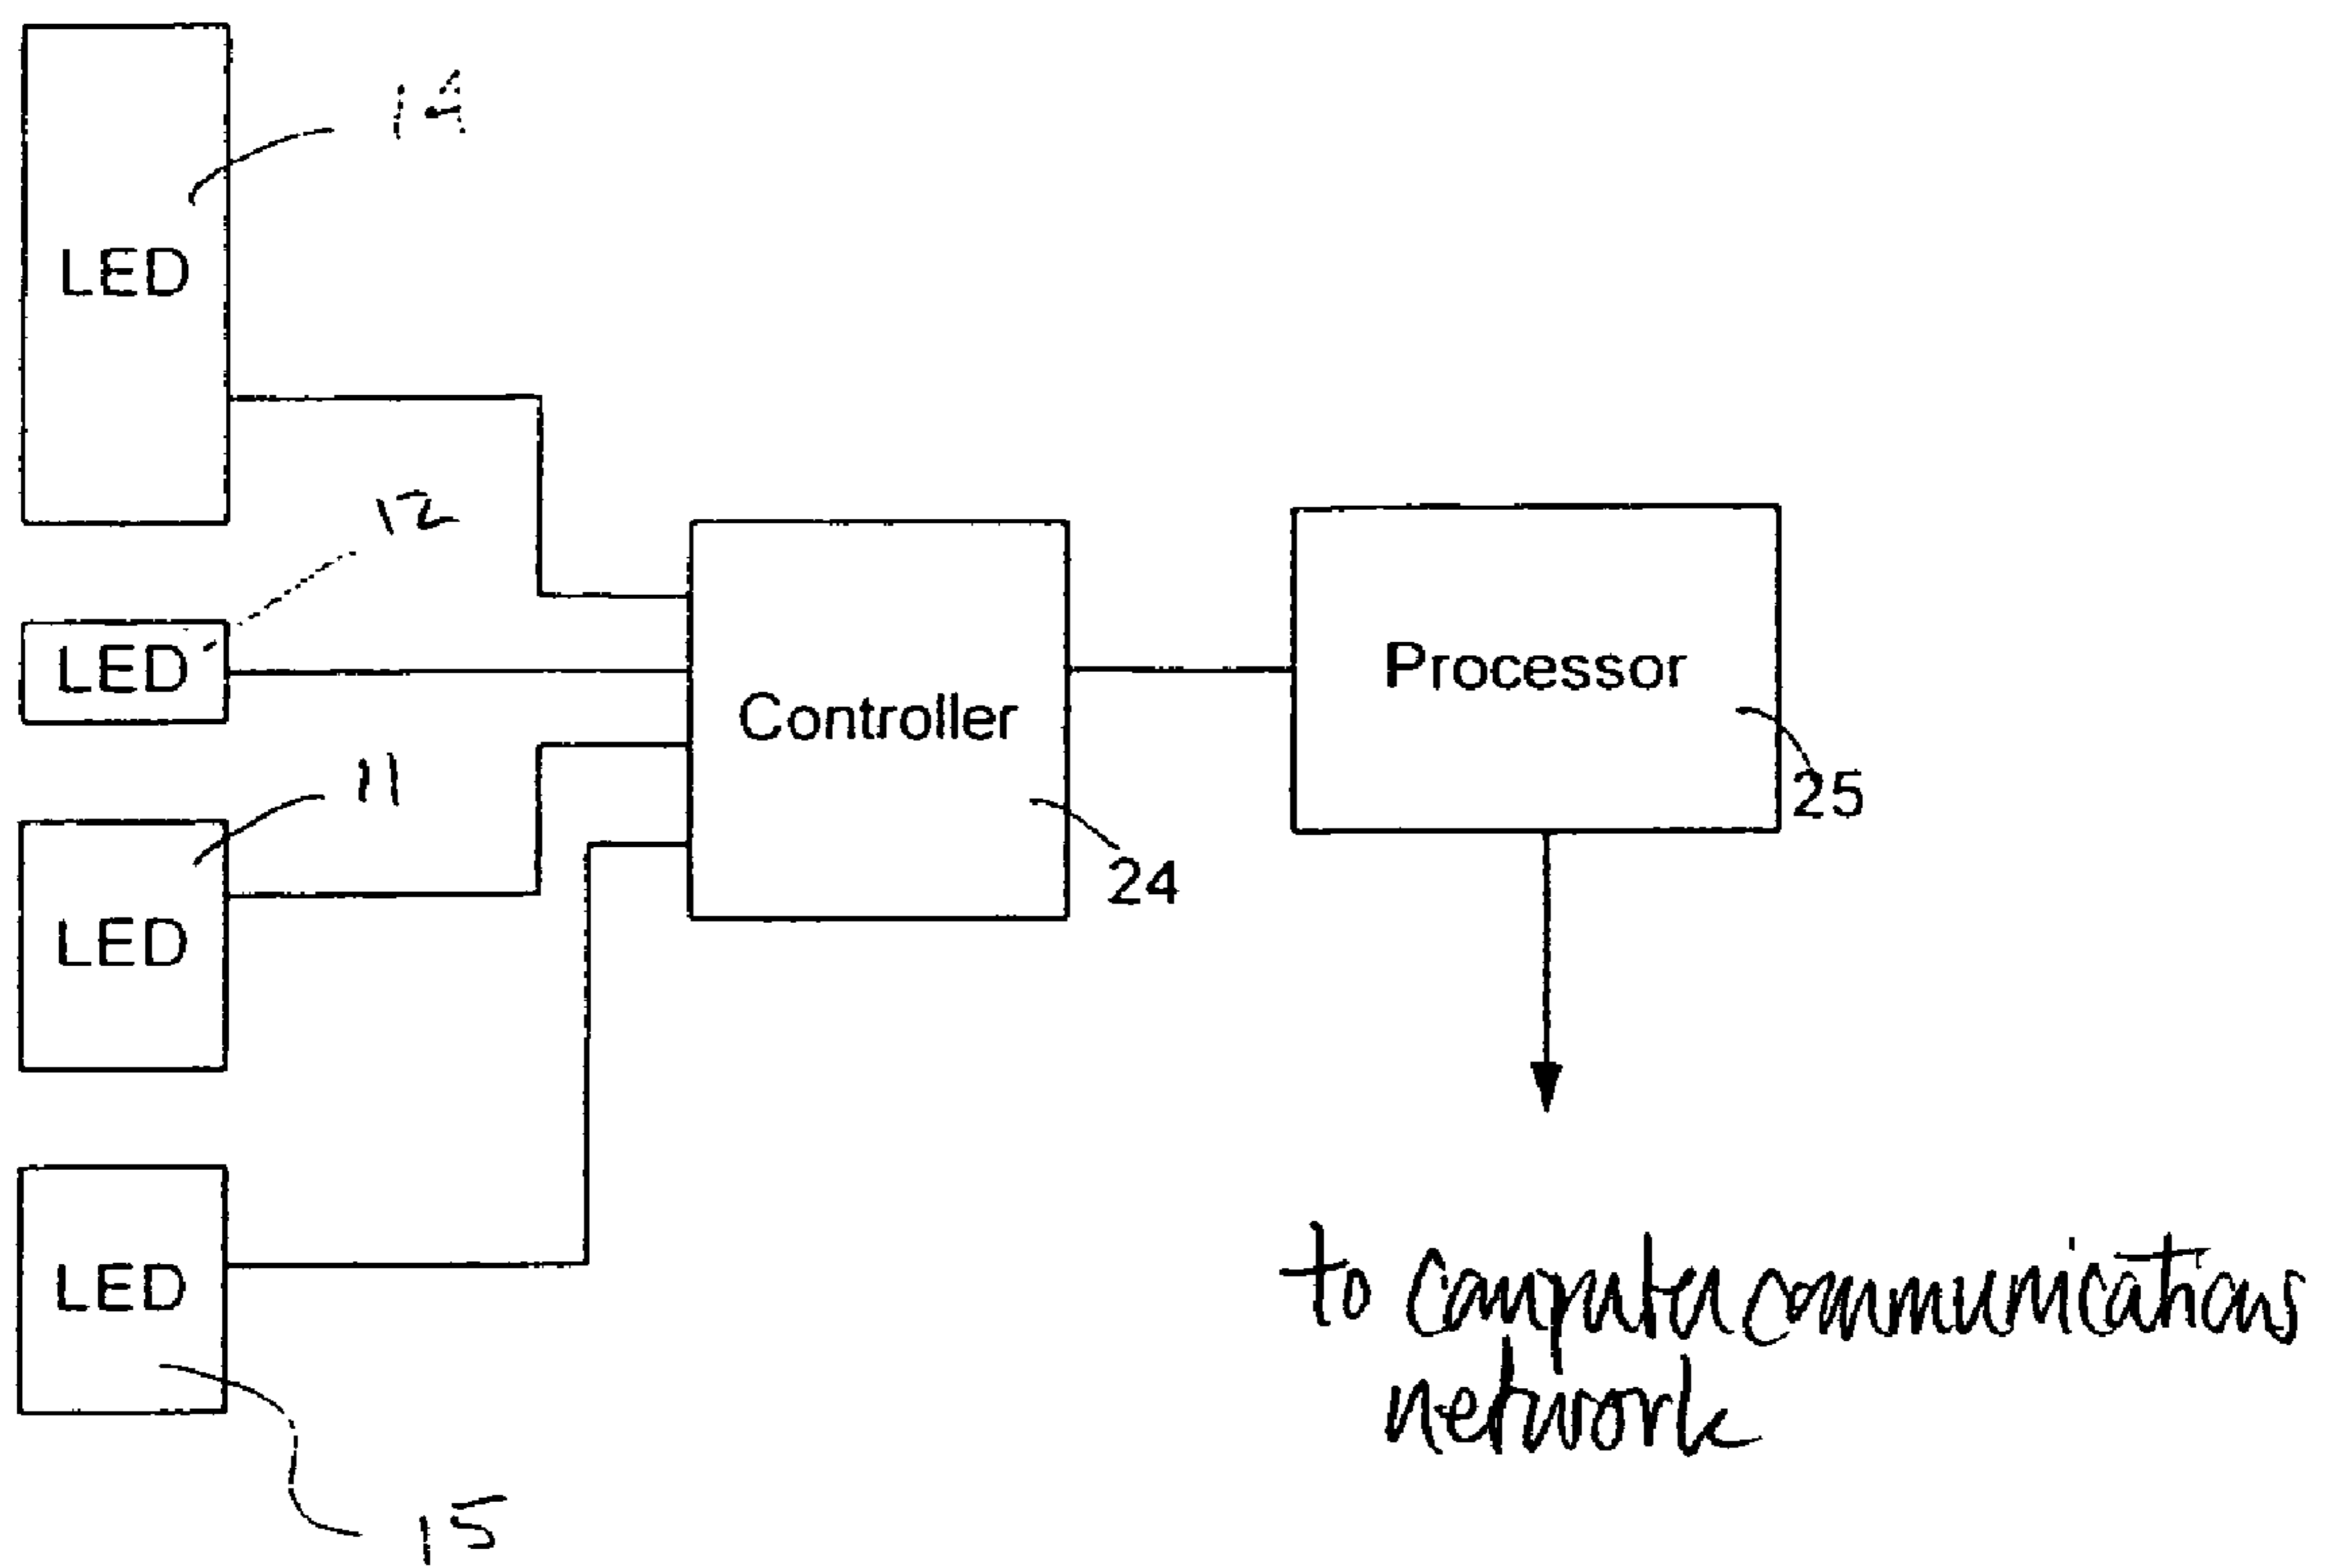 14
LED
12
LED
Processor
Controller
11
25
24
LED
LED
to computer communications
network
15